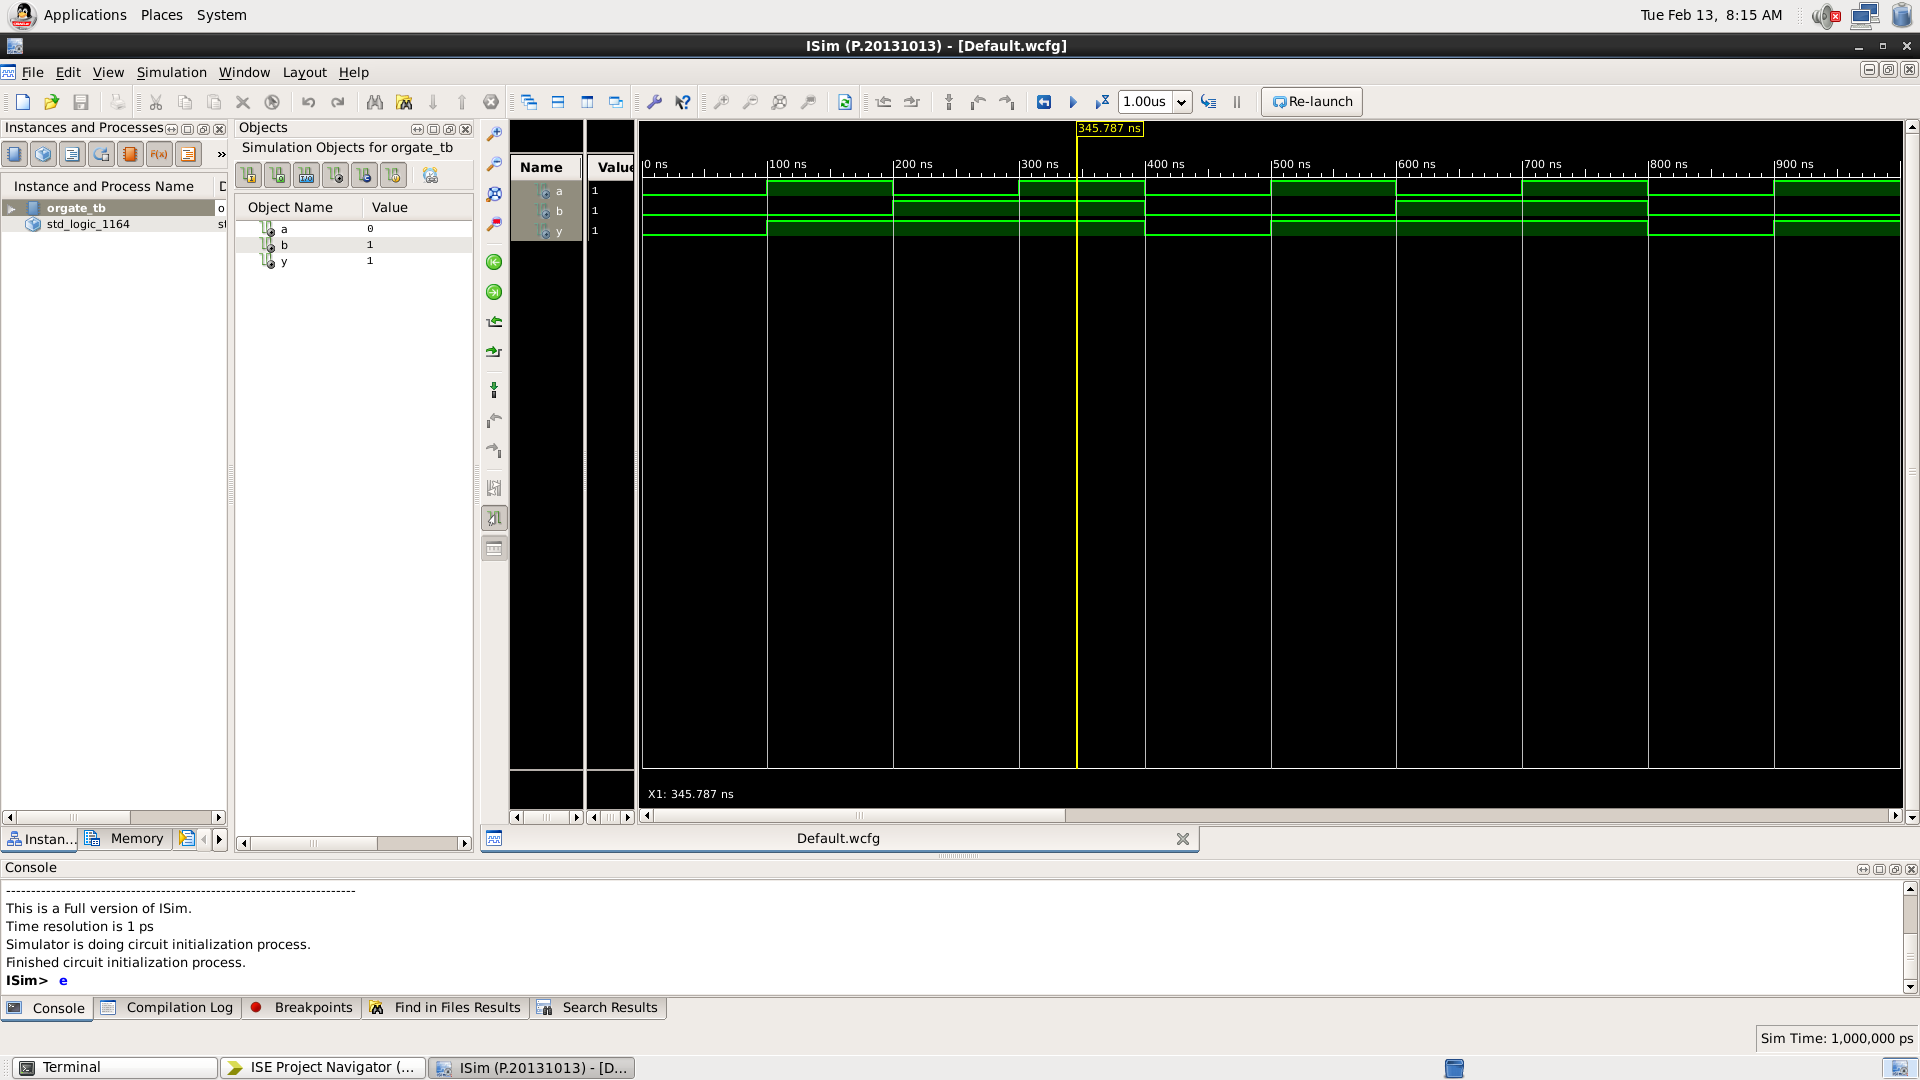 Applications Places System Tue Feb 13, 8:15 AM
ISim (P.20131013) - [Default.wcfg]
File Edit View Simulation Window Layout Help
1.00us Re-launch
Instances and Processes
Objects
Simulation Objects for orgate_tb
F(x) »
Instance and Process Name D
orgate_tb o
std_logic_1164 st
Object Name Value
a 0
b 1
y 1
Name Value
a 1
b 1
y 1
345.787 ns
0 ns 100 ns 200 ns 300 ns 400 ns 500 ns 600 ns 700 ns 800 ns 900 ns
X1: 345.787 ns
Instan... Memory
Default.wcfg
Console
------------------------------------------------------------------------
This is a Full version of ISim.
Time resolution is 1 ps
Simulator is doing circuit initialization process.
Finished circuit initialization process.
ISim> e
Console Compilation Log Breakpoints Find in Files Results Search Results
Sim Time: 1,000,000 ps
Terminal ISE Project Navigator (... ISim (P.20131013) - [D...